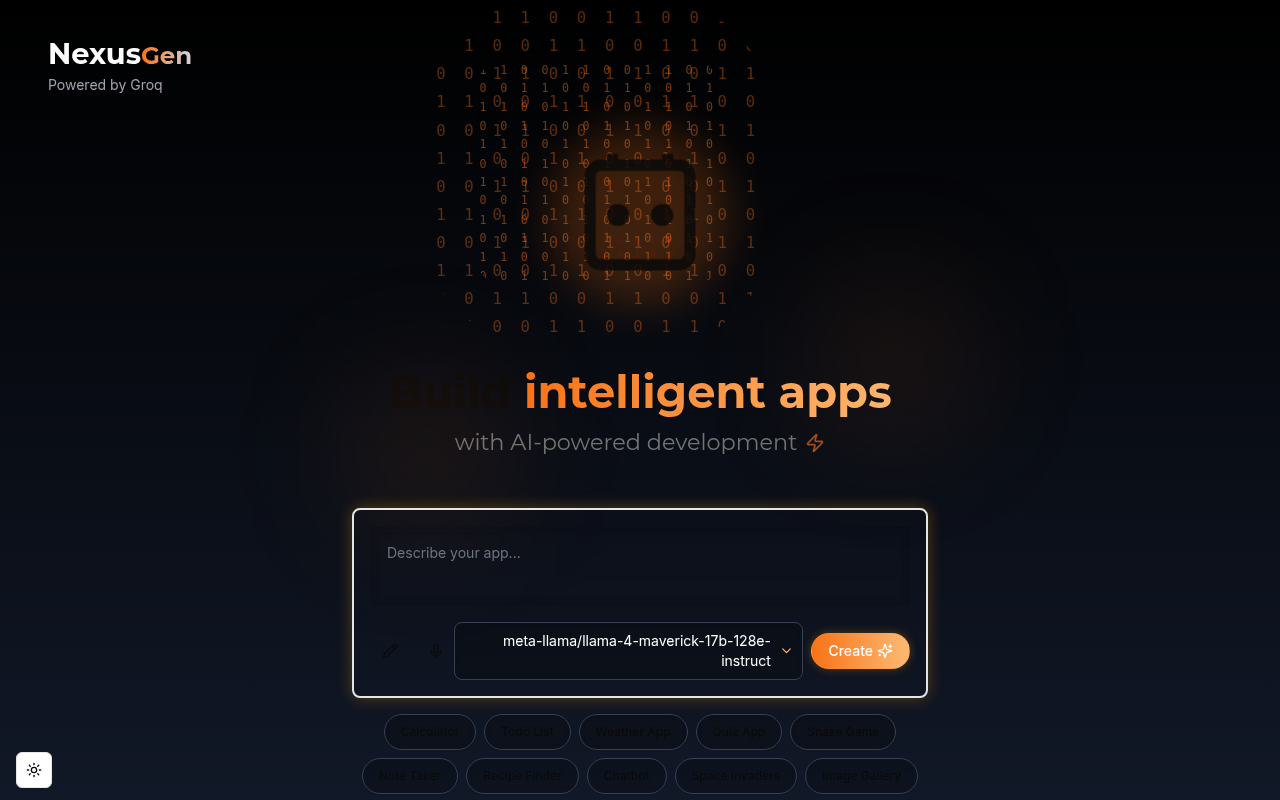 NexusGen
Powered by Groq
Build intelligent apps
with AI-powered development
Describe your app...
meta-llama/llama-4-maverick-17b-128e-
instruct
Create
Calculator Todo List Weather App Quiz App Snake Game
Note Taker Recipe Finder Chatbot Space Invaders Image Gallery